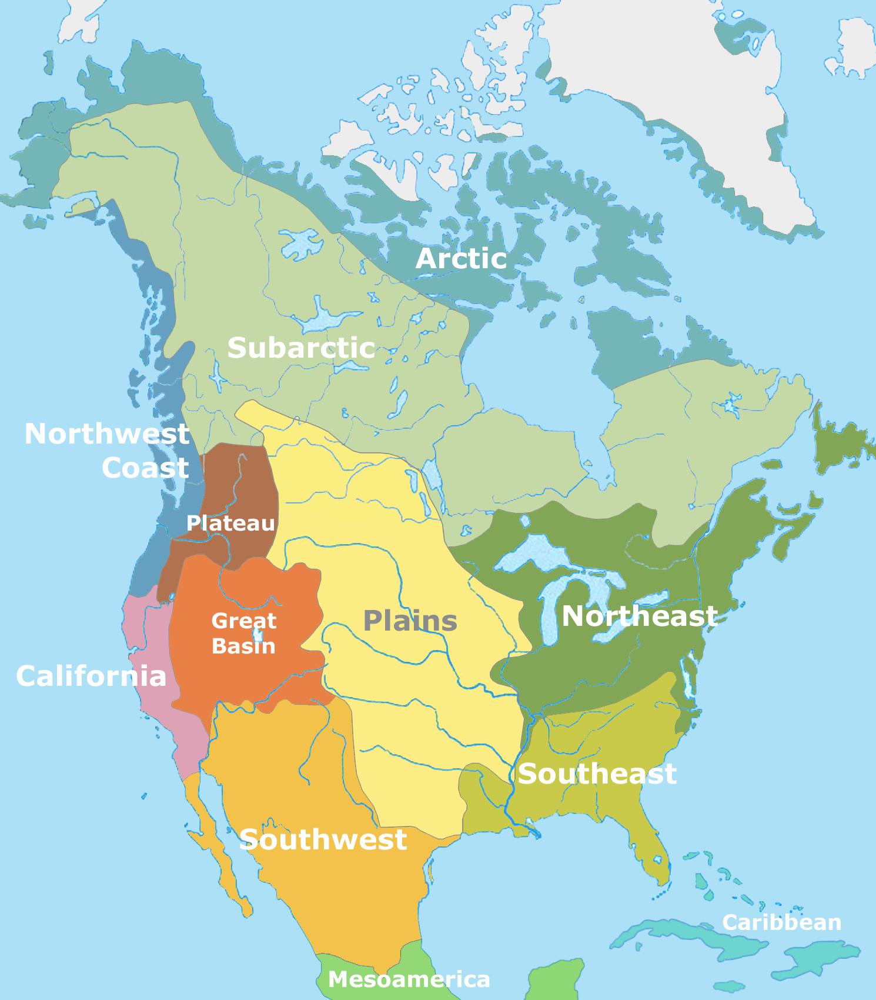 Arctic
Subarctic
Northwest
Coast
Plateau
Great
Basin
Plains
Northeast
California
Southeast
Southwest
Caribbean
Mesoamerica